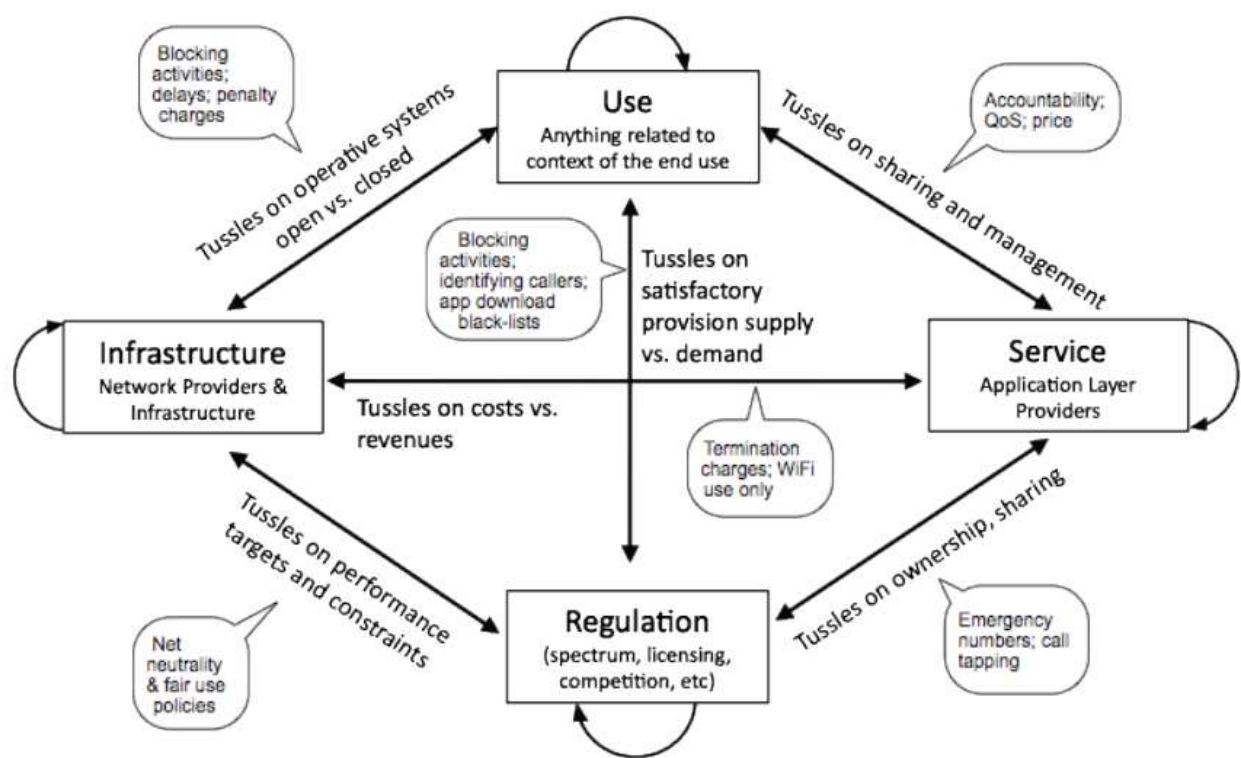 Blocking
activities;
delays; penalty
charges
Use
Anything related to
context of the end use
Accountability;
QoS; price
Tussles on operative systems
open vs. closed
Tussles on sharing and management
Blocking
activities;
identifying callers;
app download
black-lists
Tussles on
satisfactory
provision supply
vs. demand
Infrastructure
Network Providers &
Infrastructure
Service
Application Layer
Providers
Tussles on costs vs.
revenues
Termination
charges; WiFi
use only
Tussles on performance
targets and constraints
Tussles on ownership, sharing
Net
neutrality
& fair use
policies
Regulation
(spectrum, licensing,
competition, etc)
Emergency
numbers; call
tapping